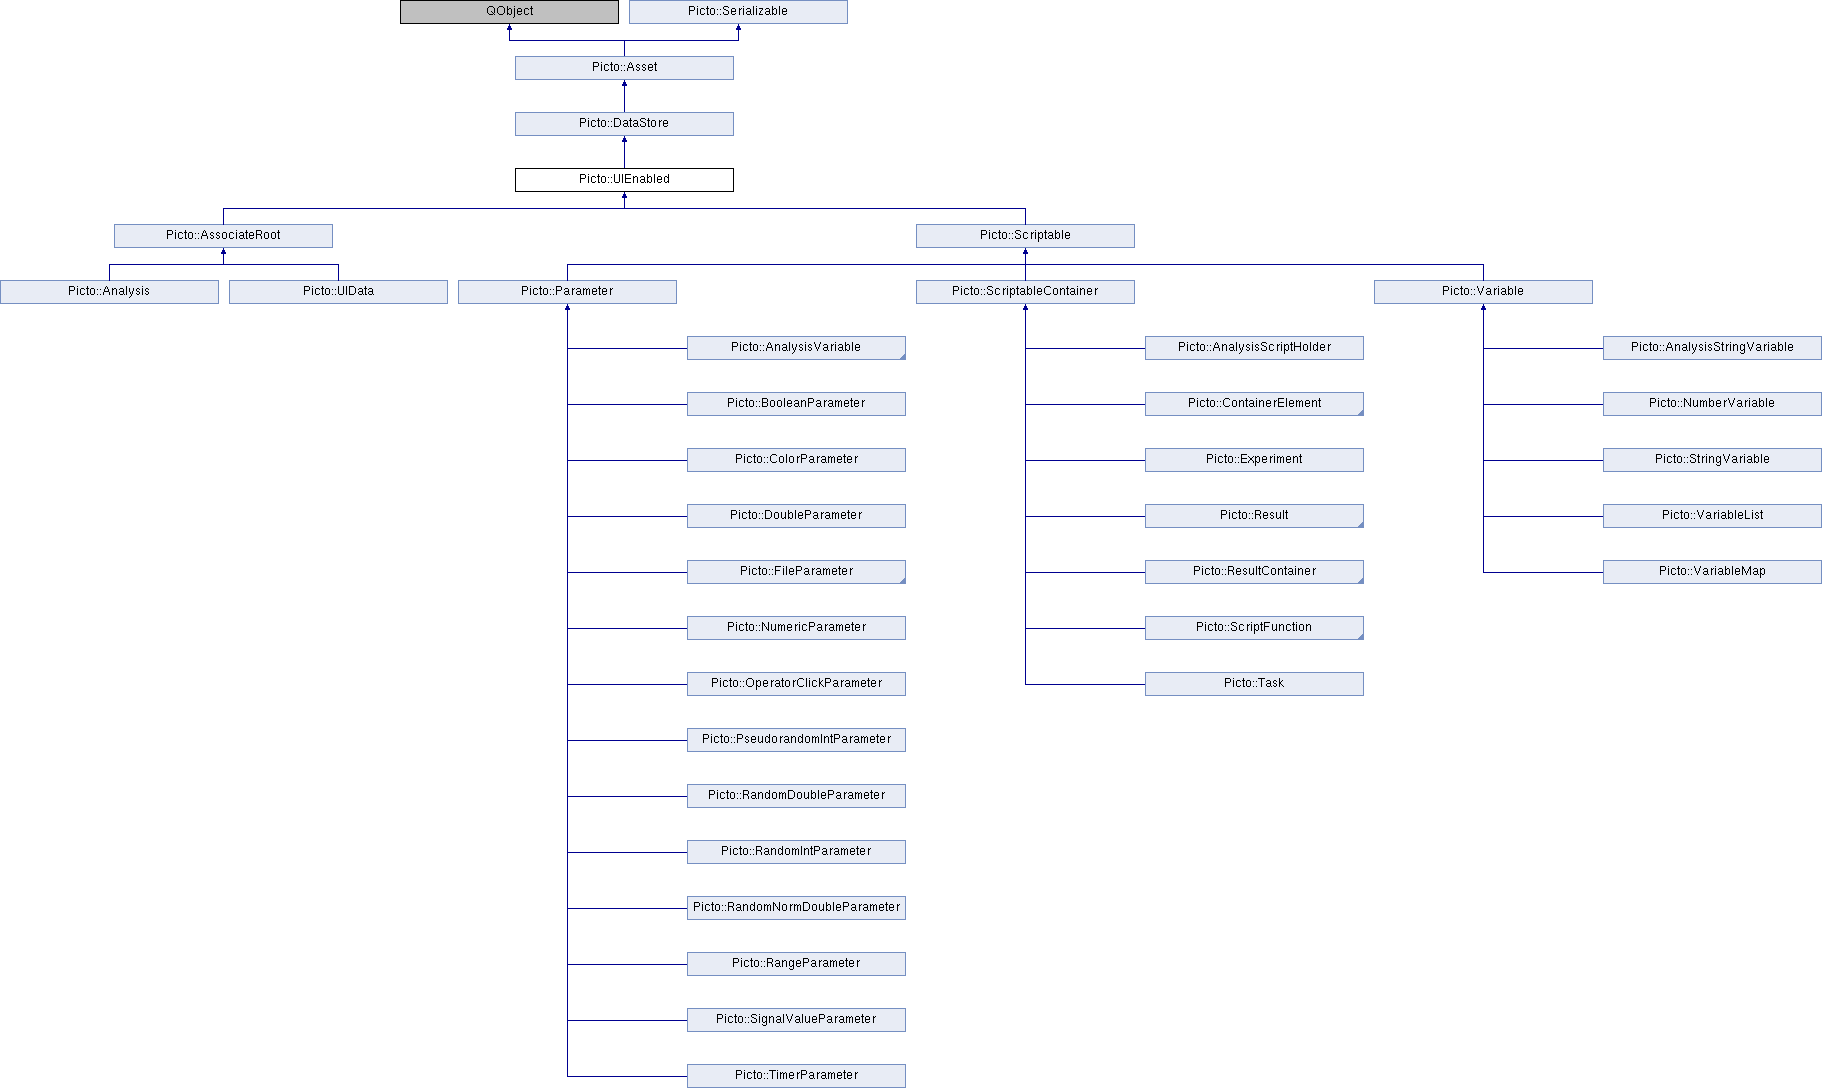 QObject
Picto::Serializable
Picto::Asset
Picto::DataStore
Picto::UIEnabled
Picto::AssociateRoot
Picto::Scriptable
Picto::Analysis
Picto::UIData
Picto::Parameter
Picto::ScriptableContainer
Picto::Variable
Picto::AnalysisVariable
Picto::AnalysisScriptHolder
Picto::AnalysisStringVariable
Picto::BooleanParameter
Picto::ContainerElement
Picto::NumberVariable
Picto::ColorParameter
Picto::Experiment
Picto::StringVariable
Picto::DoubleParameter
Picto::Result
Picto::VariableList
Picto::FileParameter
Picto::ResultContainer
Picto::VariableMap
Picto::NumericParameter
Picto::ScriptFunction
Picto::OperatorClickParameter
Picto::Task
Picto::PseudorandomIntParameter
Picto::RandomDoubleParameter
Picto::RandomIntParameter
Picto::RandomNormDoubleParameter
Picto::RangeParameter
Picto::SignalValueParameter
Picto::TimerParameter